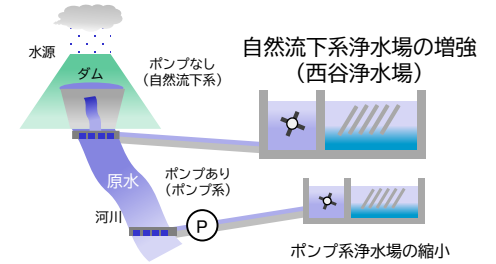 水源
ダム
ポンプなし
（自然流下系）
自然流下系浄水場の増強
（西谷浄水場）
原水
ポンプあり
（ポンプ系）
河川
P
ポンプ系浄水場の縮小